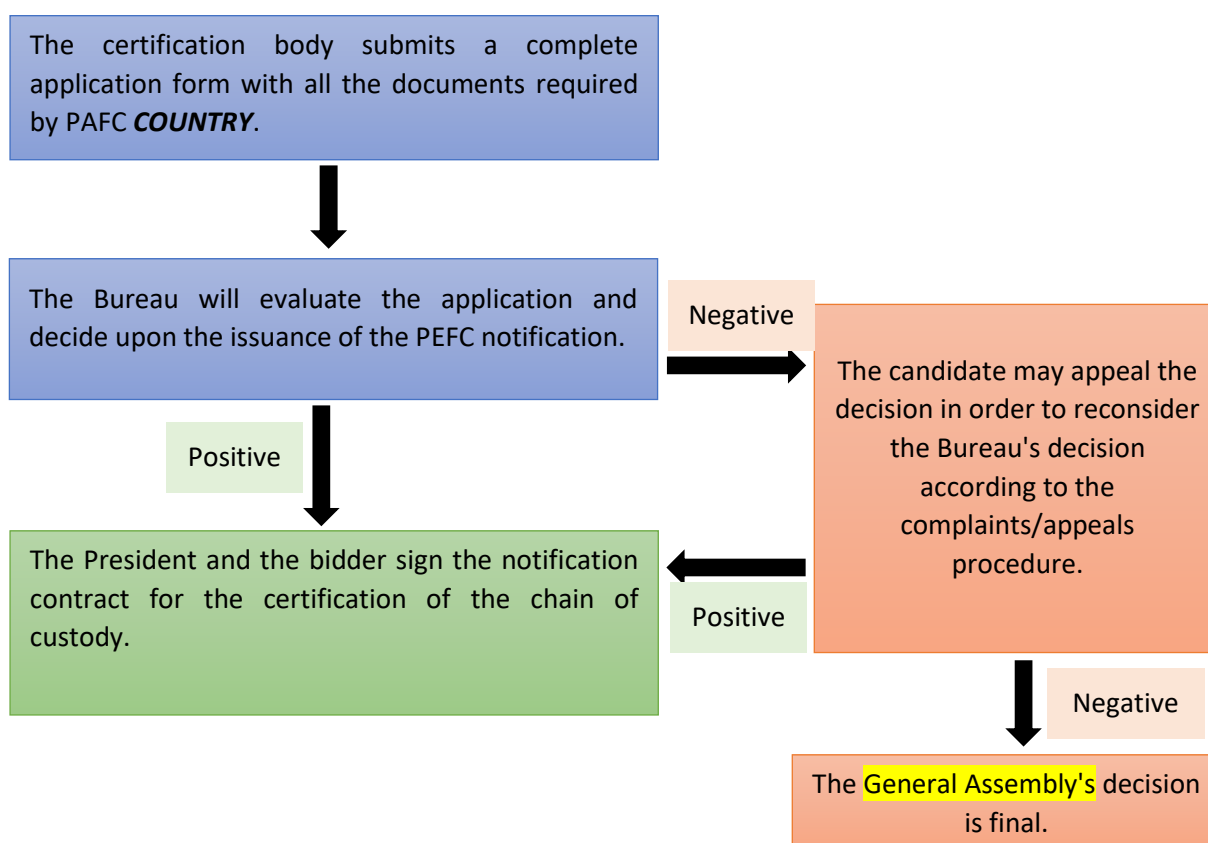 The certification body submits a complete
application form with all the documents required
by PAFC COUNTRY.
The Bureau will evaluate the application and
decide upon the issuance of the PEFC notification.
Negative
The candidate may appeal the
decision in order to reconsider
the Bureau's decision
according to the
complaints/appeals
procedure.
Positive
The President and the bidder sign the notification
contract for the certification of the chain of
custody.
Positive
Negative
The General Assembly's decision
is final.